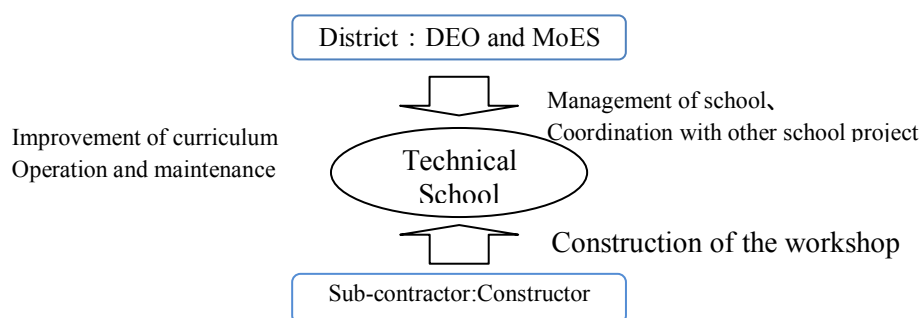 District：DEO and MoES
Management of school、
Coordination with other school project
Improvement of curriculum
Operation and maintenance
Technical
School
Construction of the workshop
Sub-contractor:Constructor